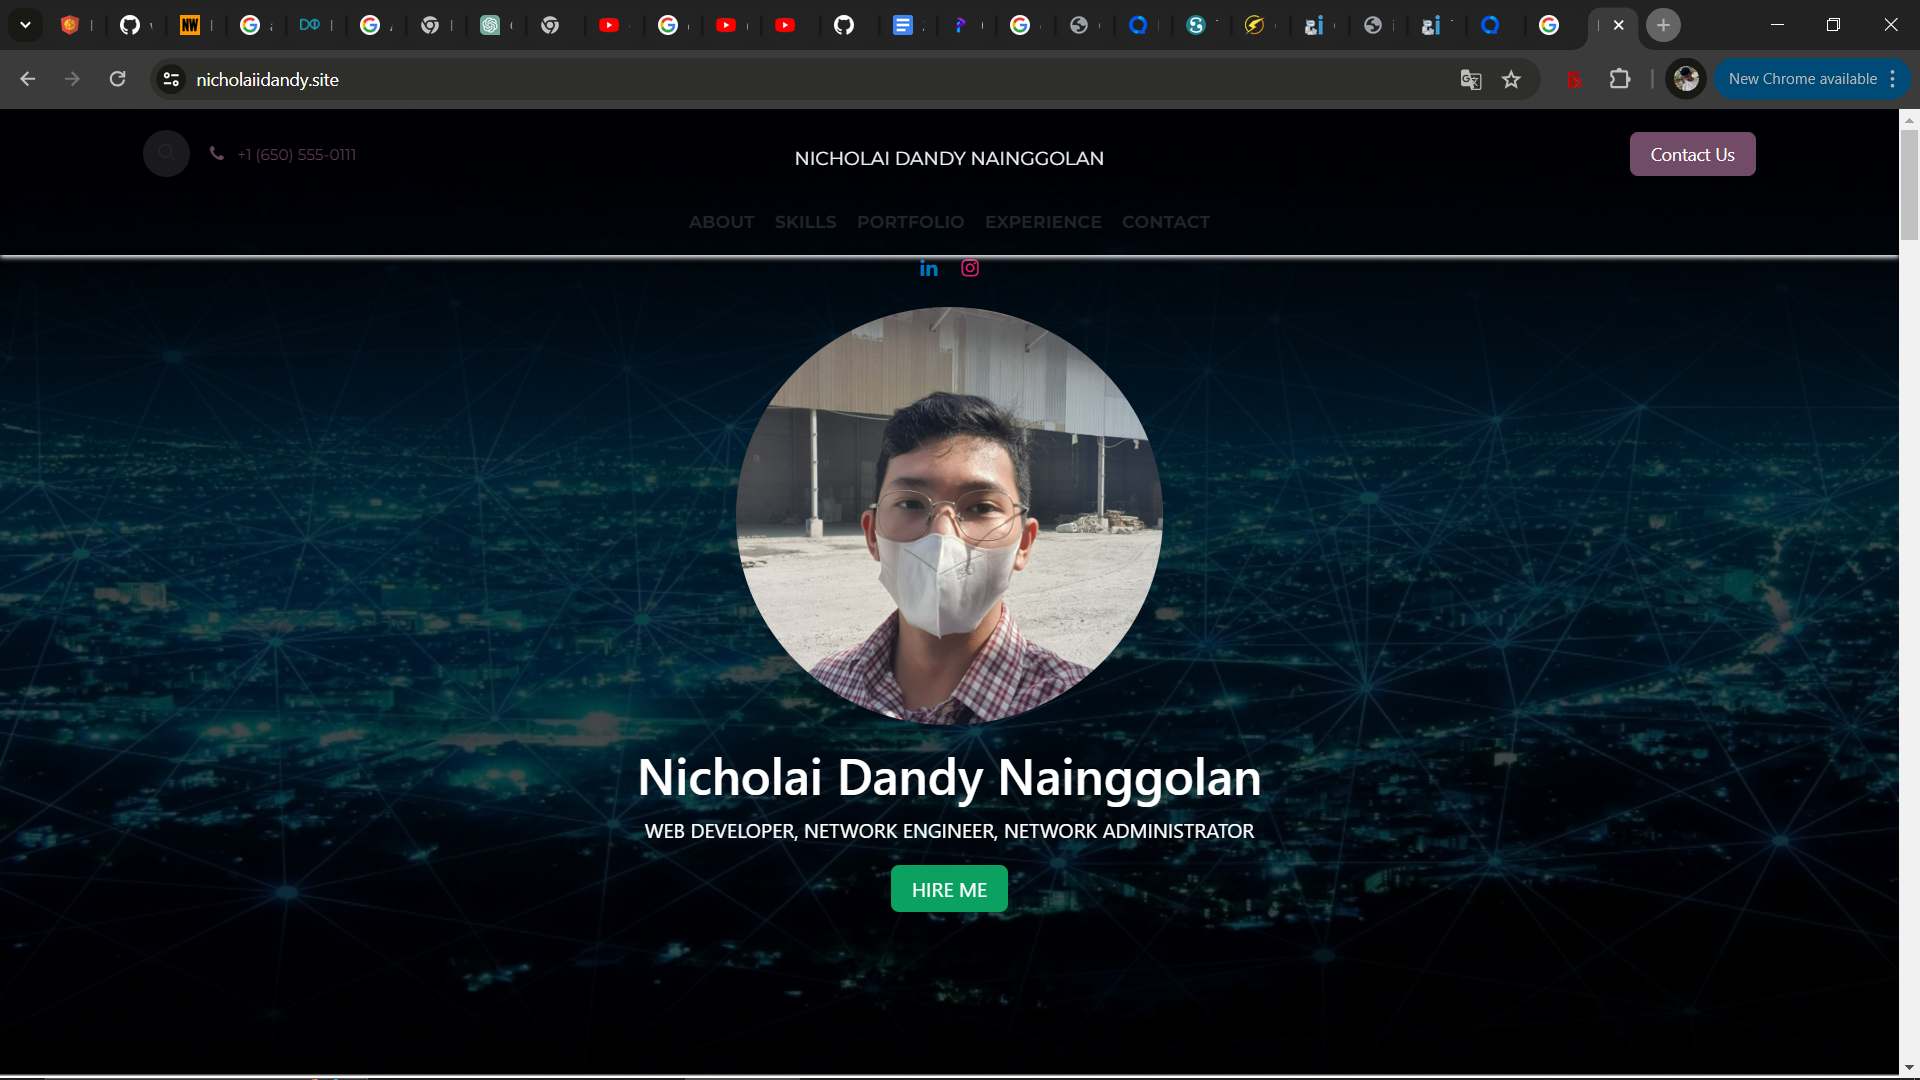 nicholaiidandy.site
New Chrome available
+1 (650) 555-0111
NICHOLAI DANDY NAINGGOLAN
Contact Us
ABOUT SKILLS PORTFOLIO EXPERIENCE CONTACT
in
Nicholai Dandy Nainggolan
WEB DEVELOPER, NETWORK ENGINEER, NETWORK ADMINISTRATOR
HIRE ME